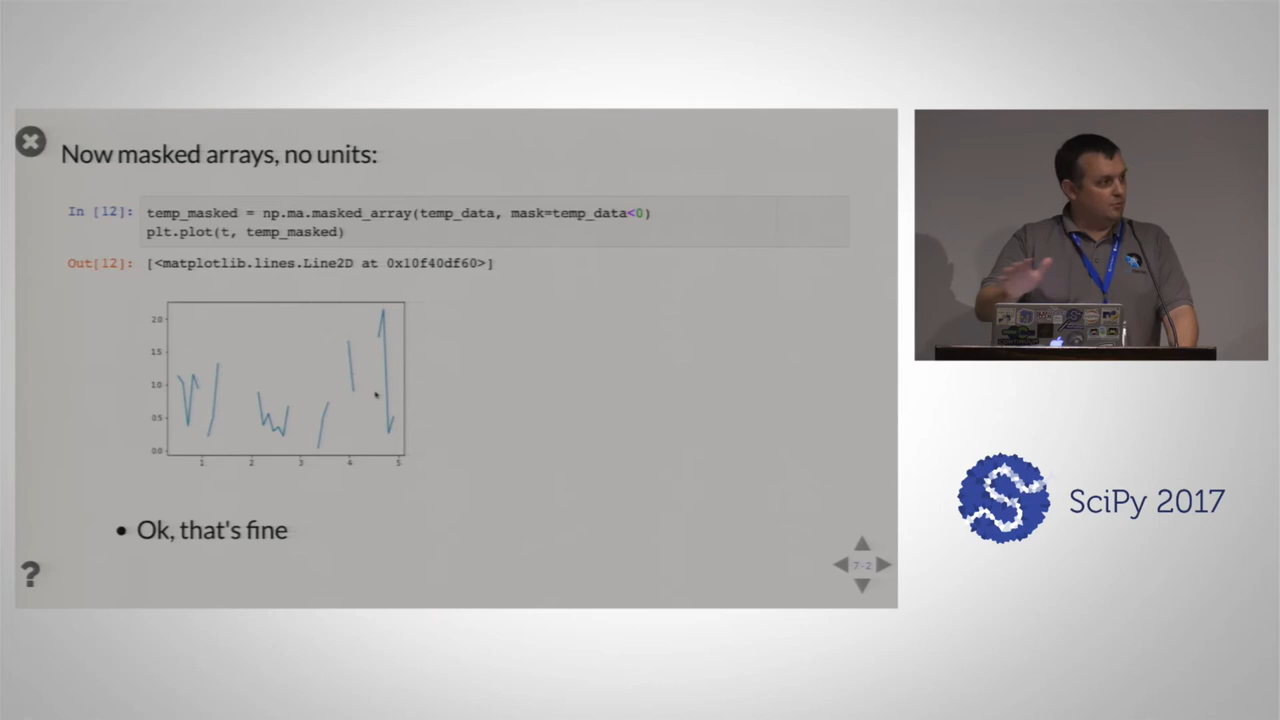 Now masked arrays, no units:
In [12]: temp_masked = np.ma.masked_array(temp_data, mask=temp_data<0)
plt.plot(t, temp_masked)
Out[12]: [<matplotlib.lines.Line2D at 0x10f40df60>]
2.0
1.5
1.0
0.5
0.0
1 2 3 4 5
• Ok, that's fine
?
7-2
SciPy 2017